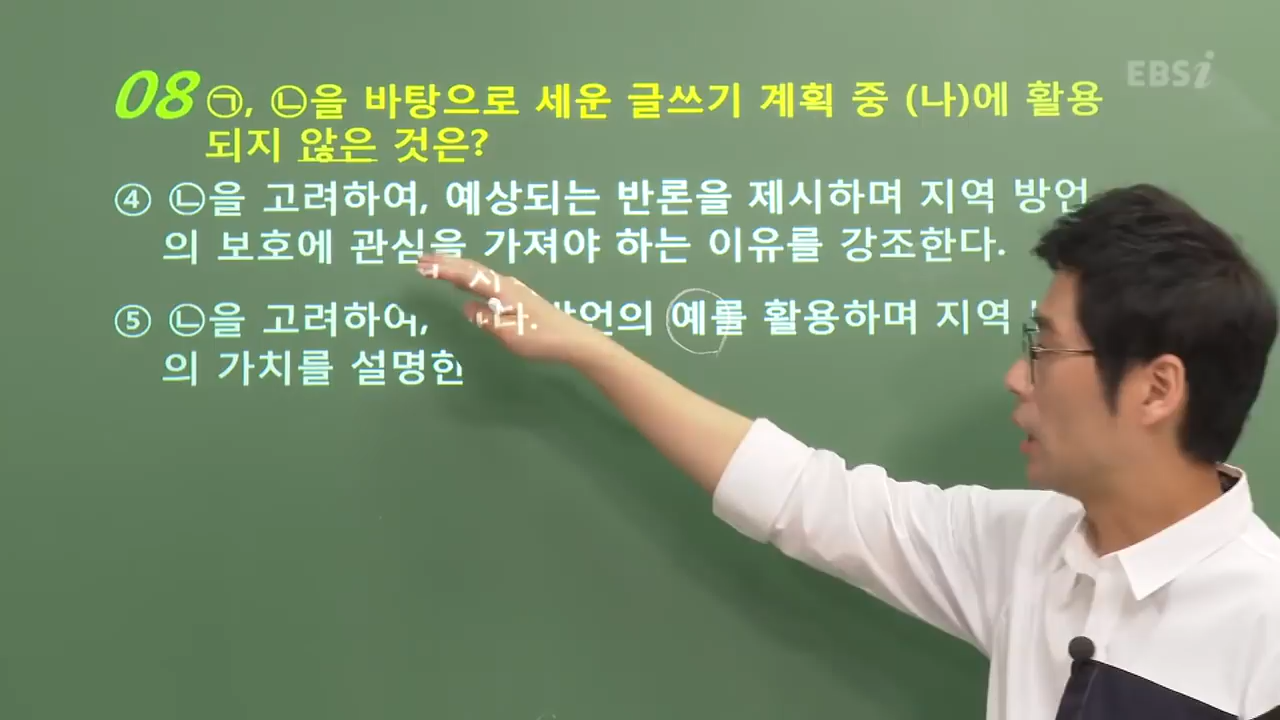 EBSi
08 ㉠, ㉡을 바탕으로 세운 글쓰기 계획 중 (나)에 활용
되지 않은 것은?
④ ㉡을 고려하여, 예상되는 반론을 제시하며 지역 방언
의 보호에 관심을 가져야 하는 이유를 강조한다.
⑤ ㉡을 고려하여, 방언의 예를 활용하며 지역
의 가치를 설명한